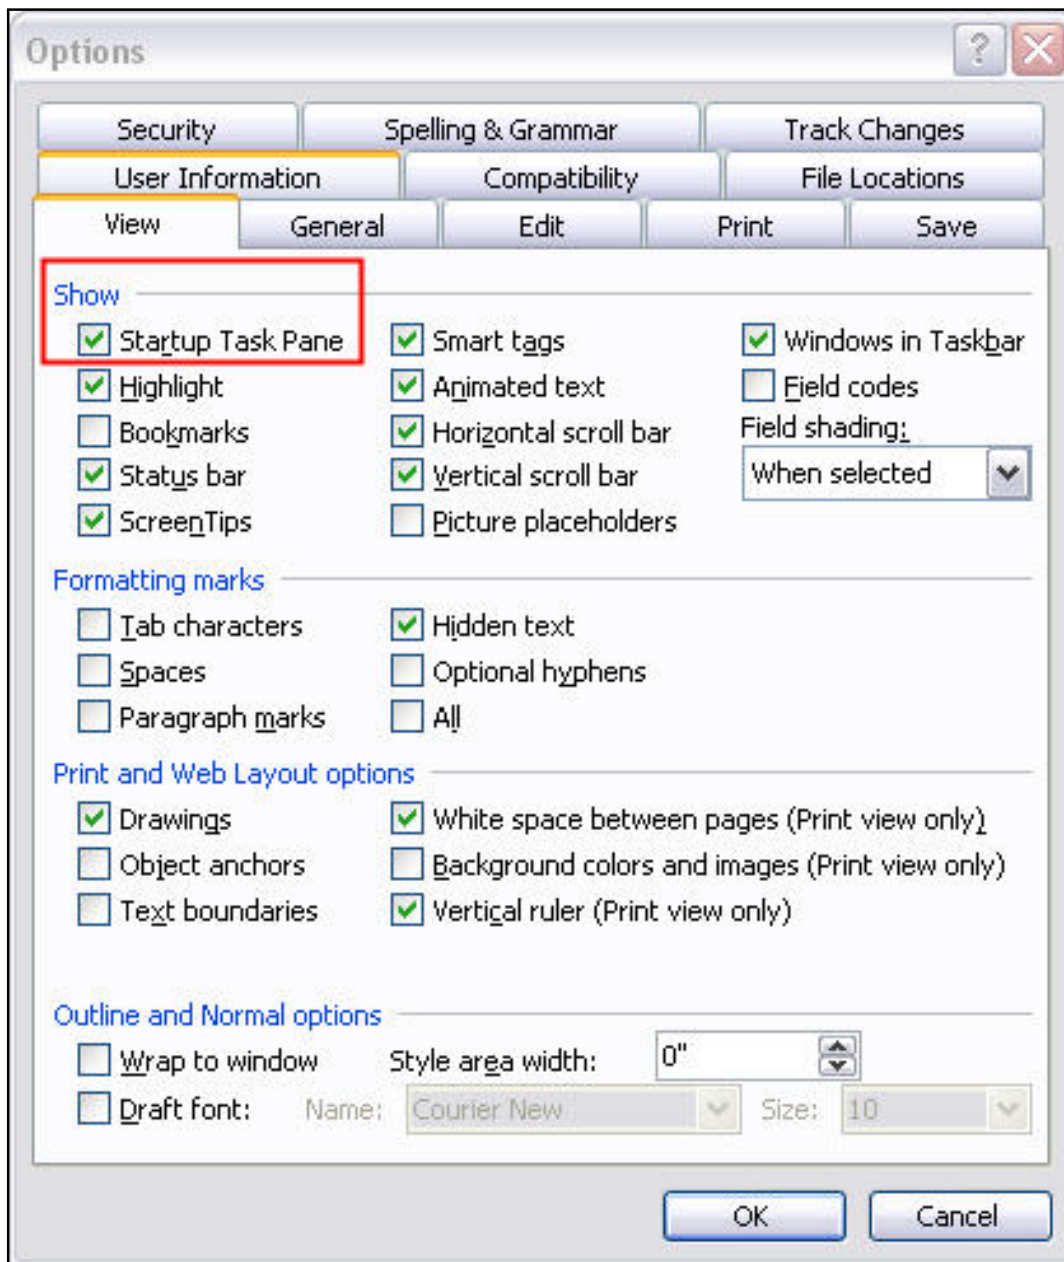 Options
Security Spelling & Grammar Track Changes
User Information Compatibility File Locations
View General Edit Print Save
Show
Startup Task Pane Smart tags Windows in Taskbar
Highlight Animated text Field codes
Bookmarks Horizontal scroll bar Field shading:
Status bar Vertical scroll bar When selected
ScreenTips Picture placeholders
Formatting marks
Tab characters Hidden text
Spaces Optional hyphens
Paragraph marks All
Print and Web Layout options
Drawings White space between pages (Print view only)
Object anchors Background colors and images (Print view only)
Text boundaries Vertical ruler (Print view only)
Outline and Normal options
Wrap to window Style area width: 0"
Draft font: Name: Courier New Size: 10
OK Cancel